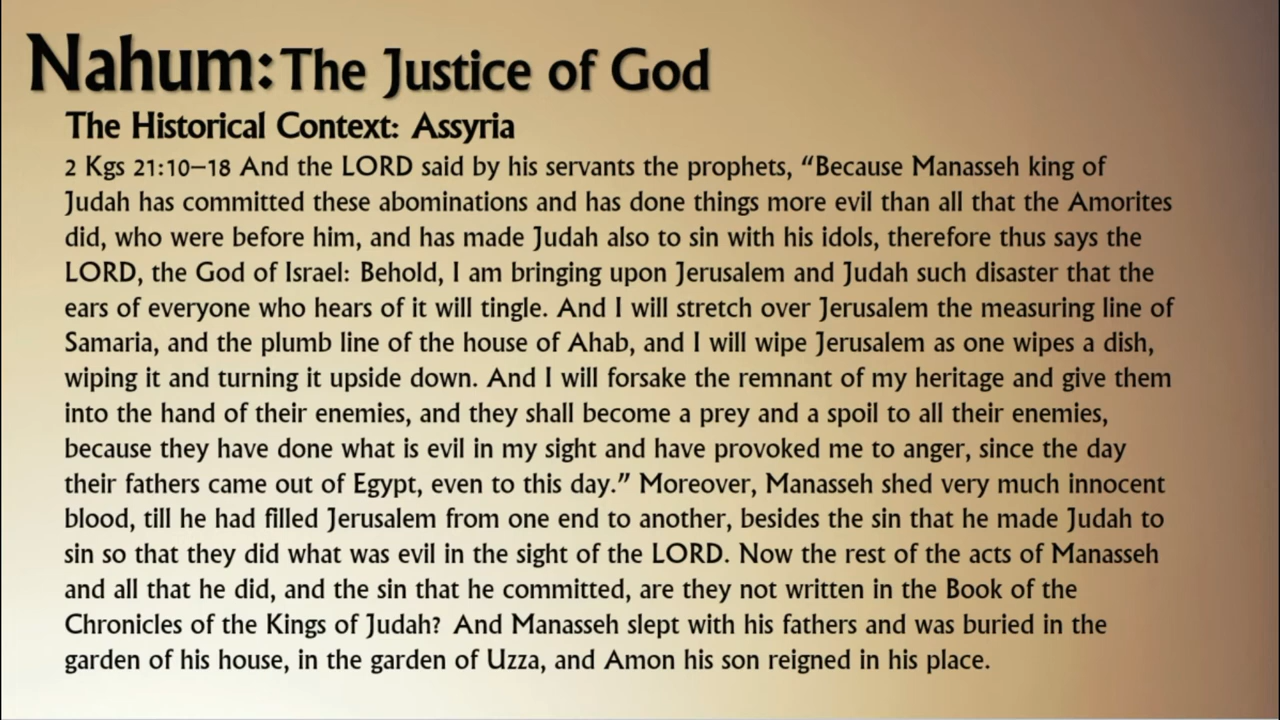 Nahum: The Justice of God
The Historical Context: Assyria
2 Kgs 21:10–18 And the LORD said by his servants the prophets, “Because Manasseh king of
Judah has committed these abominations and has done things more evil than all that the Amorites
did, who were before him, and has made Judah also to sin with his idols, therefore thus says the
LORD, the God of Israel: Behold, I am bringing upon Jerusalem and Judah such disaster that the
ears of everyone who hears of it will tingle. And I will stretch over Jerusalem the measuring line of
Samaria, and the plumb line of the house of Ahab, and I will wipe Jerusalem as one wipes a dish,
wiping it and turning it upside down. And I will forsake the remnant of my heritage and give them
into the hand of their enemies, and they shall become a prey and a spoil to all their enemies,
because they have done what is evil in my sight and have provoked me to anger, since the day
their fathers came out of Egypt, even to this day.” Moreover, Manasseh shed very much innocent
blood, till he had filled Jerusalem from one end to another, besides the sin that he made Judah to
sin so that they did what was evil in the sight of the LORD. Now the rest of the acts of Manasseh
and all that he did, and the sin that he committed, are they not written in the Book of the
Chronicles of the Kings of Judah? And Manasseh slept with his fathers and was buried in the
garden of his house, in the garden of Uzza, and Amon his son reigned in his place.